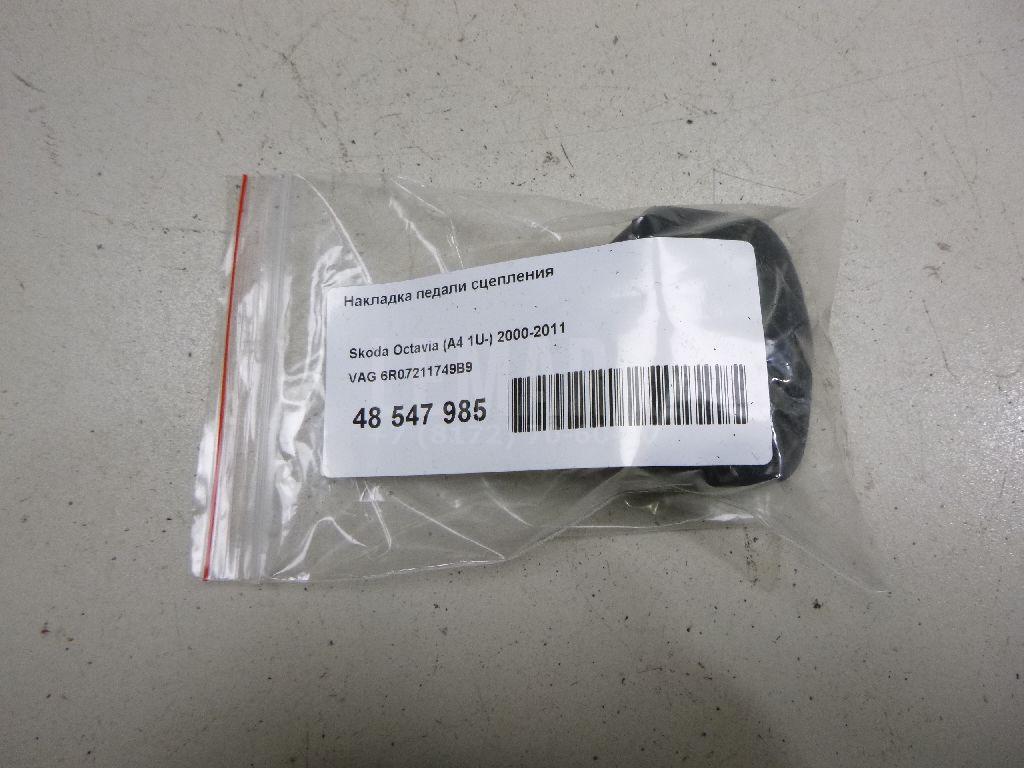 Накладка педали сцепления
Skoda Octavia (A4 1U-) 2000-2011
VAG 6R07211749B9
48 547 985